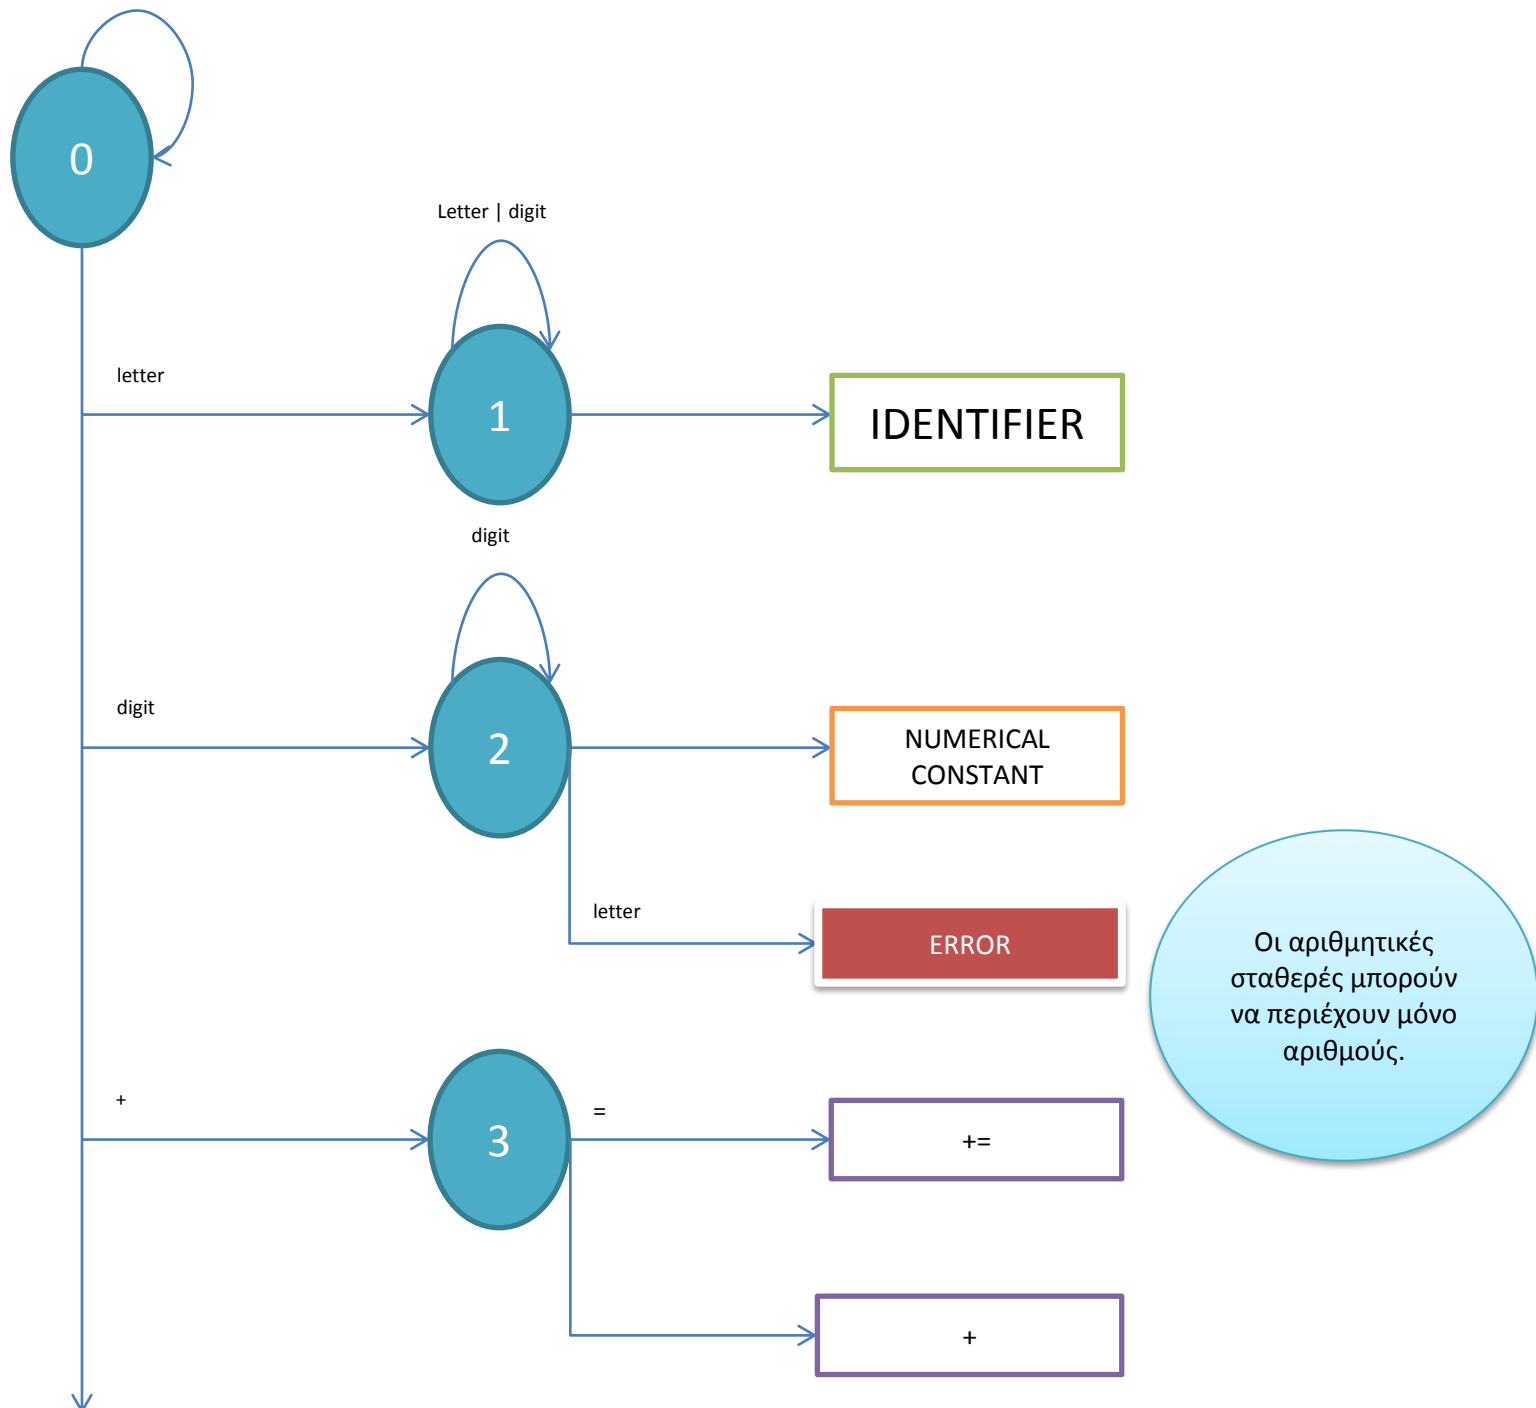 0
Letter | digit
letter
1
IDENTIFIER
digit
digit
2
NUMERICAL
CONSTANT
letter
ERROR
Οι αριθμητικές
σταθερές μπορούν
να περιέχουν μόνο
αριθμούς.
+
3
=
+=
+